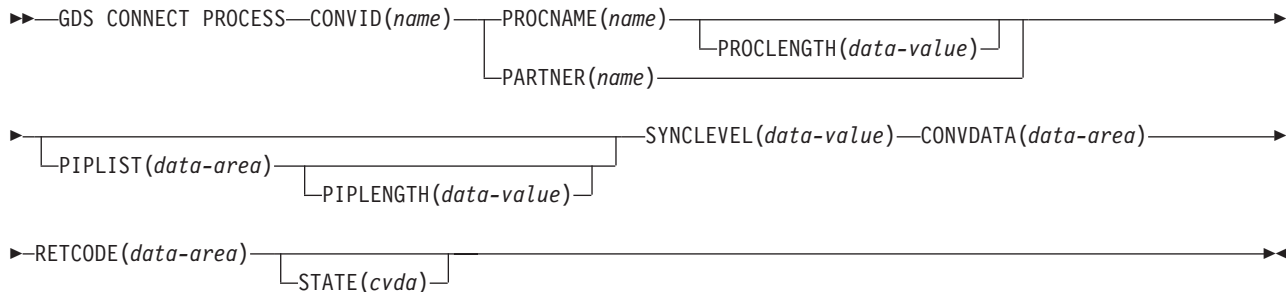 GDS CONNECT PROCESS CONVID(name) PROCNAME(name)
PROCLENGTH(data-value)
PARTNER(name)
SYNCLEVEL(data-value) CONVDATA(data-area)
PIPLIST(data-area)
PIPLENGTH(data-value)
RETCODE(data-area)
STATE(cvda)